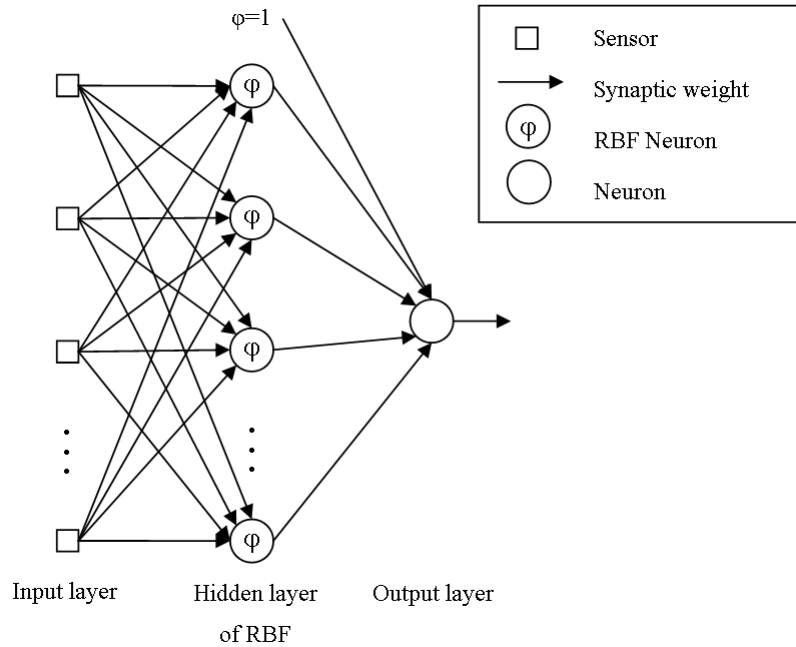 φ=1
φ
φ
φ
φ
Input layer
Hidden layer
of RBF
Output layer
Sensor
Synaptic weight
φ
RBF Neuron
Neuron